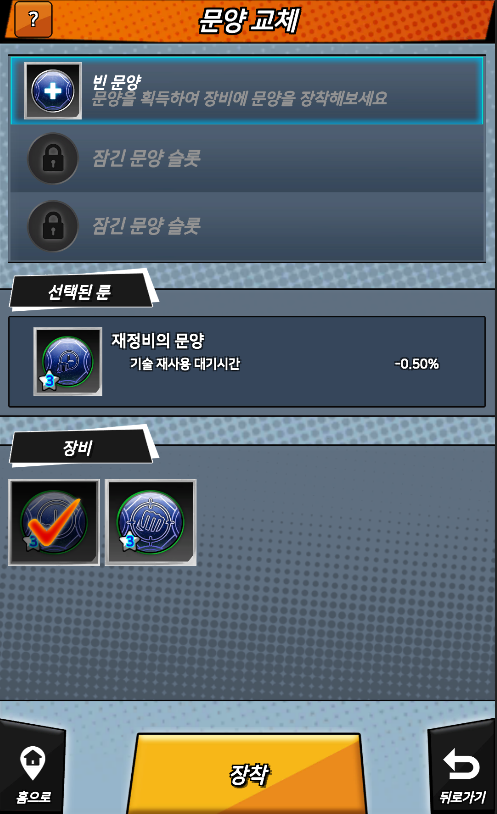 ?
문양 교체
빈 문양
문양을 획득하여 장비에 문양을 장착해보세요
잠긴 문양 슬롯
잠긴 문양 슬롯
선택된 룬
재정비의 문양
기술 재사용 대기시간 -0.50%
3
장비
3
3
장착
홈으로
뒤로가기